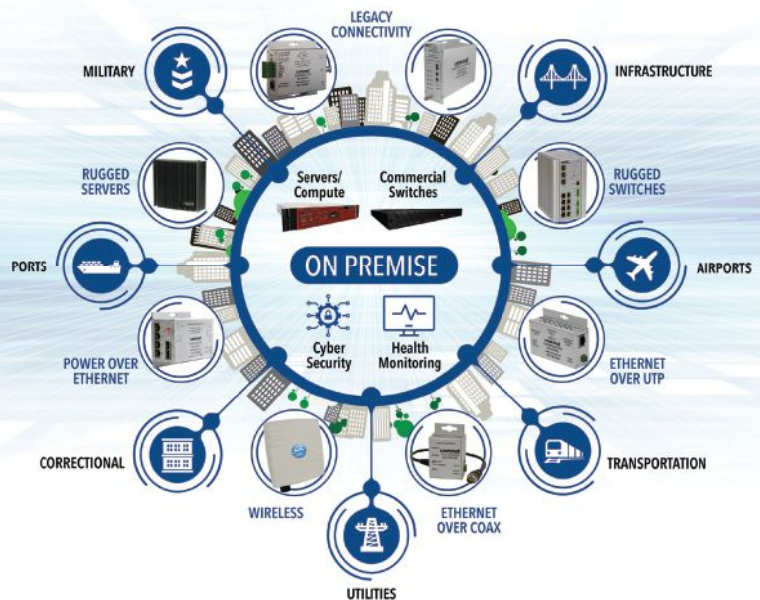 LEGACY
CONNECTIVITY
MILITARY
INFRASTRUCTURE
RUGGED
SERVERS
Servers/
Compute
Commercial
Switches
RUGGED
SWITCHES
PORTS
ON PREMISE
AIRPORTS
POWER OVER
ETHERNET
Cyber
Security
Health
Monitoring
ETHERNET
OVER UTP
CORRECTIONAL
WIRELESS
ETHERNET
OVER COAX
TRANSPORTATION
UTILITIES